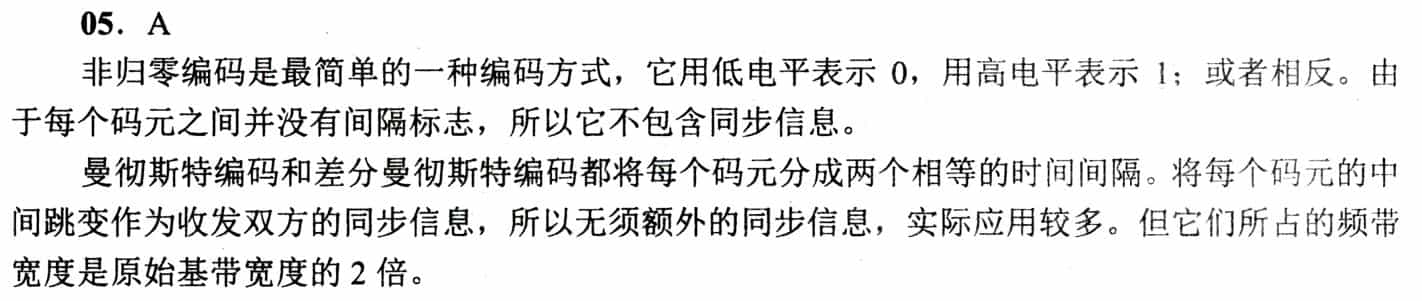 05. A
非归零编码是最简单的一种编码方式，它用低电平表示 0，用高电平表示 1；或者相反。由
于每个码元之间并没有间隔标志，所以它不包含同步信息。
曼彻斯特编码和差分曼彻斯特编码都将每个码元分成两个相等的时间间隔。将每个码元的中
间跳变作为收发双方的同步信息，所以无须额外的同步信息，实际应用较多。但它们所占的频带
宽度是原始基带宽度的 2 倍。